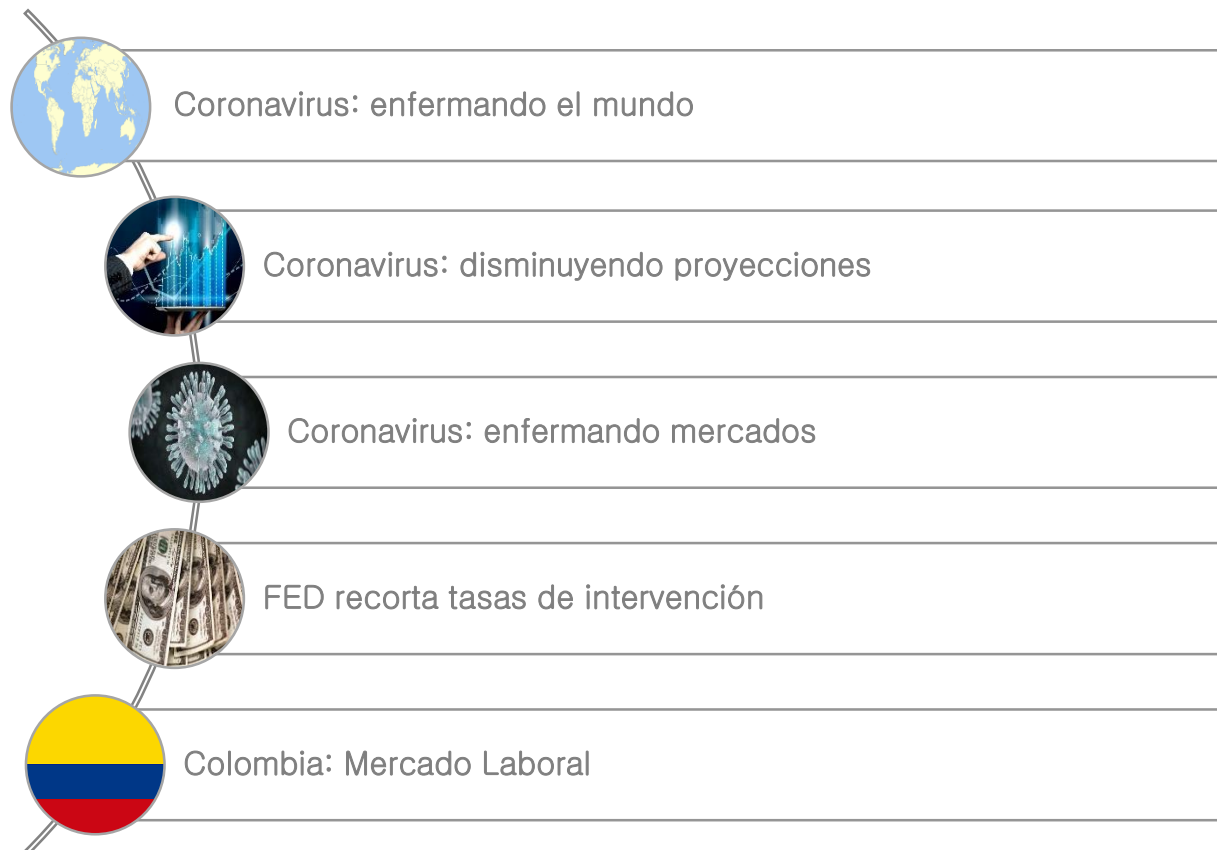 Coronavirus: enfermando el mundo
Coronavirus: disminuyendo proyecciones
Coronavirus: enfermando mercados
FED recorta tasas de intervención
Colombia: Mercado Laboral